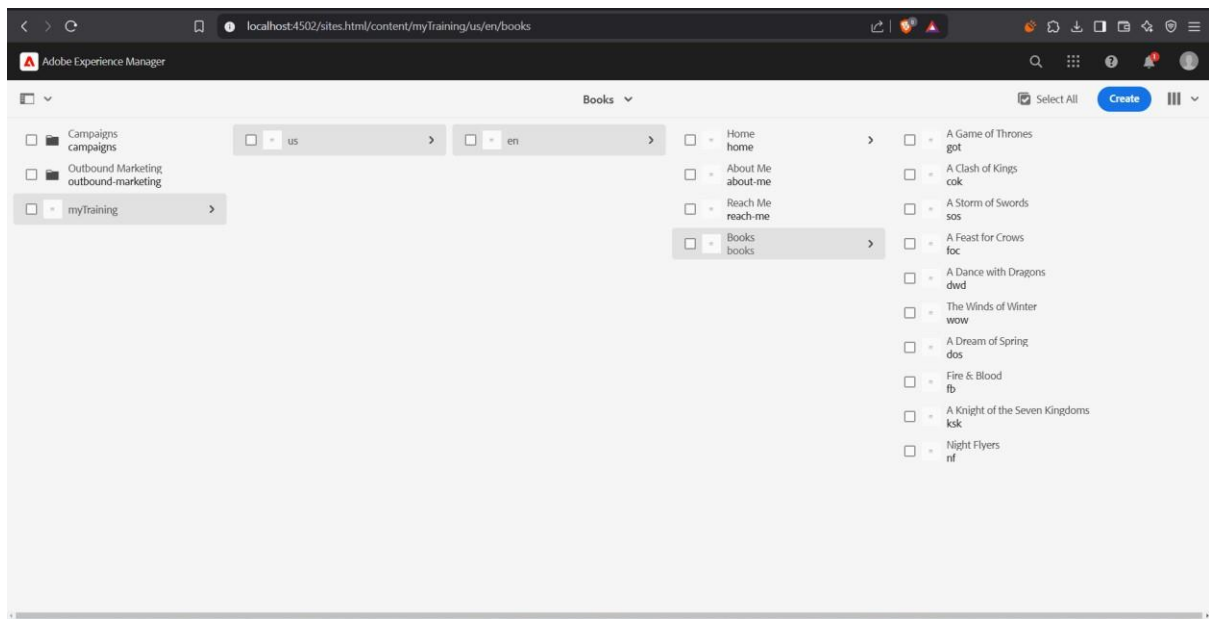 localhost:4502/sites.html/content/myTraining/us/en/books
Adobe Experience Manager
Books
Select All
Create
Campaigns
campaigns
Outbound Marketing
outbound-marketing
myTraining
us
en
Home
home
About Me
about-me
Reach Me
reach-me
Books
books
A Game of Thrones
got
A Clash of Kings
cok
A Storm of Swords
sos
A Feast for Crows
foc
A Dance with Dragons
dwd
The Winds of Winter
wow
A Dream of Spring
dos
Fire & Blood
fb
A Knight of the Seven Kingdoms
ksk
Night Flyers
nf